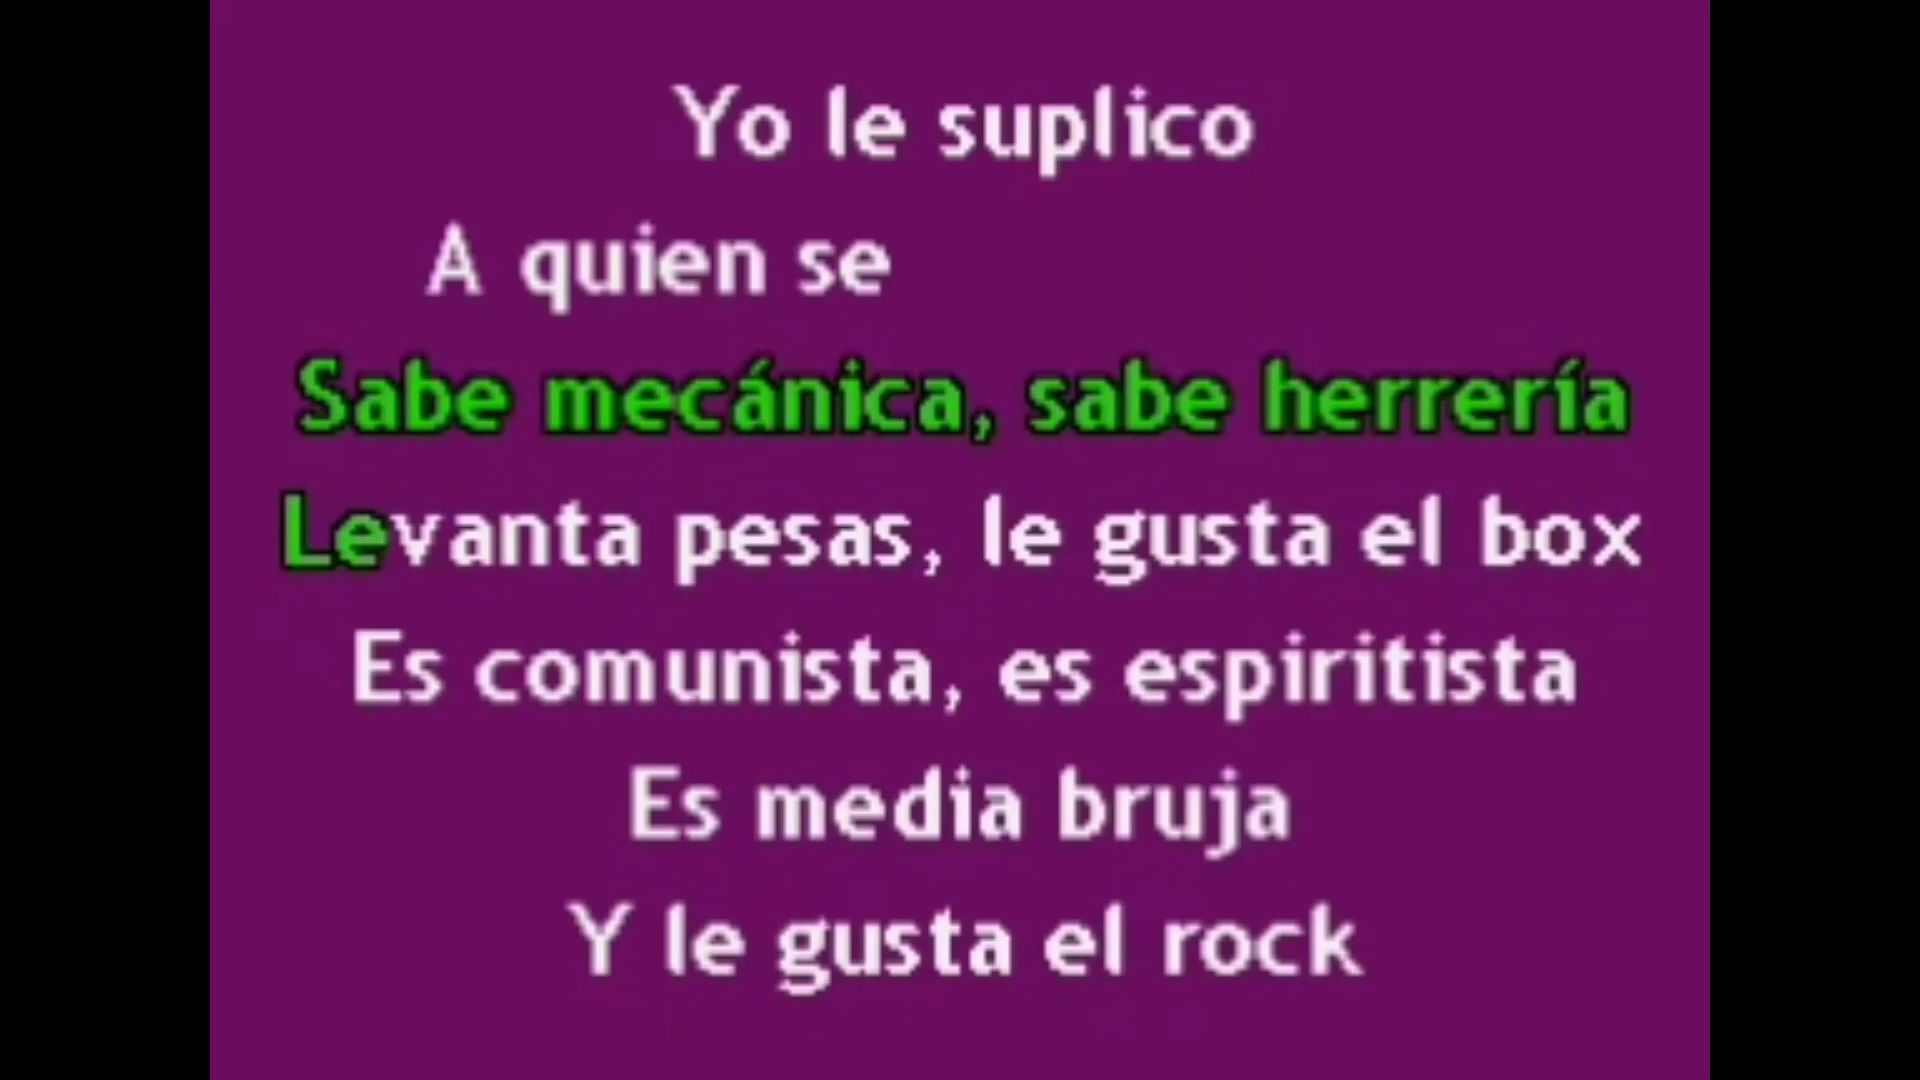 Yo le suplico
A quien se
Sabe mecánica, sabe herrería
Levanta pesas, le gusta el box
Es comunista, es espiritista
Es media bruja
Y le gusta el rock